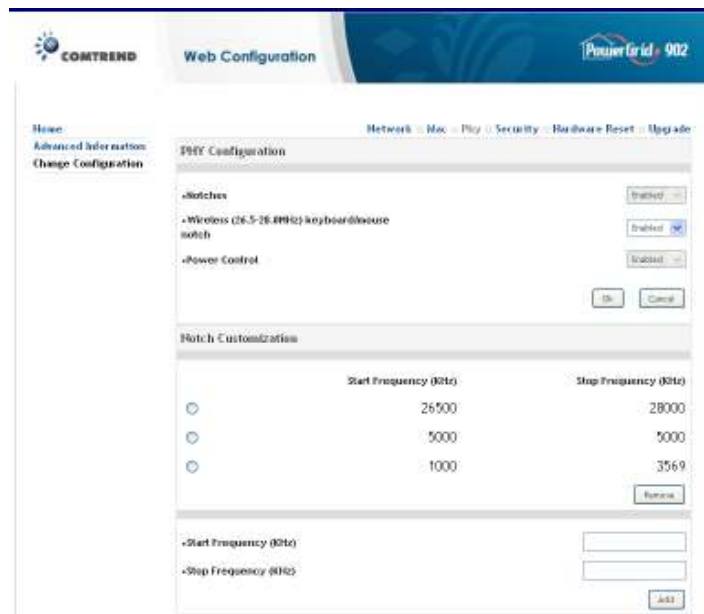 COMTREND
Web Configuration
PowerGrid 902
Home
Advanced Information
Change Configuration
Network :: Mac :: Phy :: Security :: Hardware Reset :: Upgrade
PHY Configuration
Notches
Enabled
Wireless (26.5-28.0MHz) keyboard/mouse
notch
Enabled
Power Control
Enabled
Ok
Cancel
Notch Customization
Start Frequency (KHz)
Stop Frequency (KHz)
26500
28000
5000
5000
1000
3569
Remove
Start Frequency (KHz)
Stop Frequency (KHz)
Add